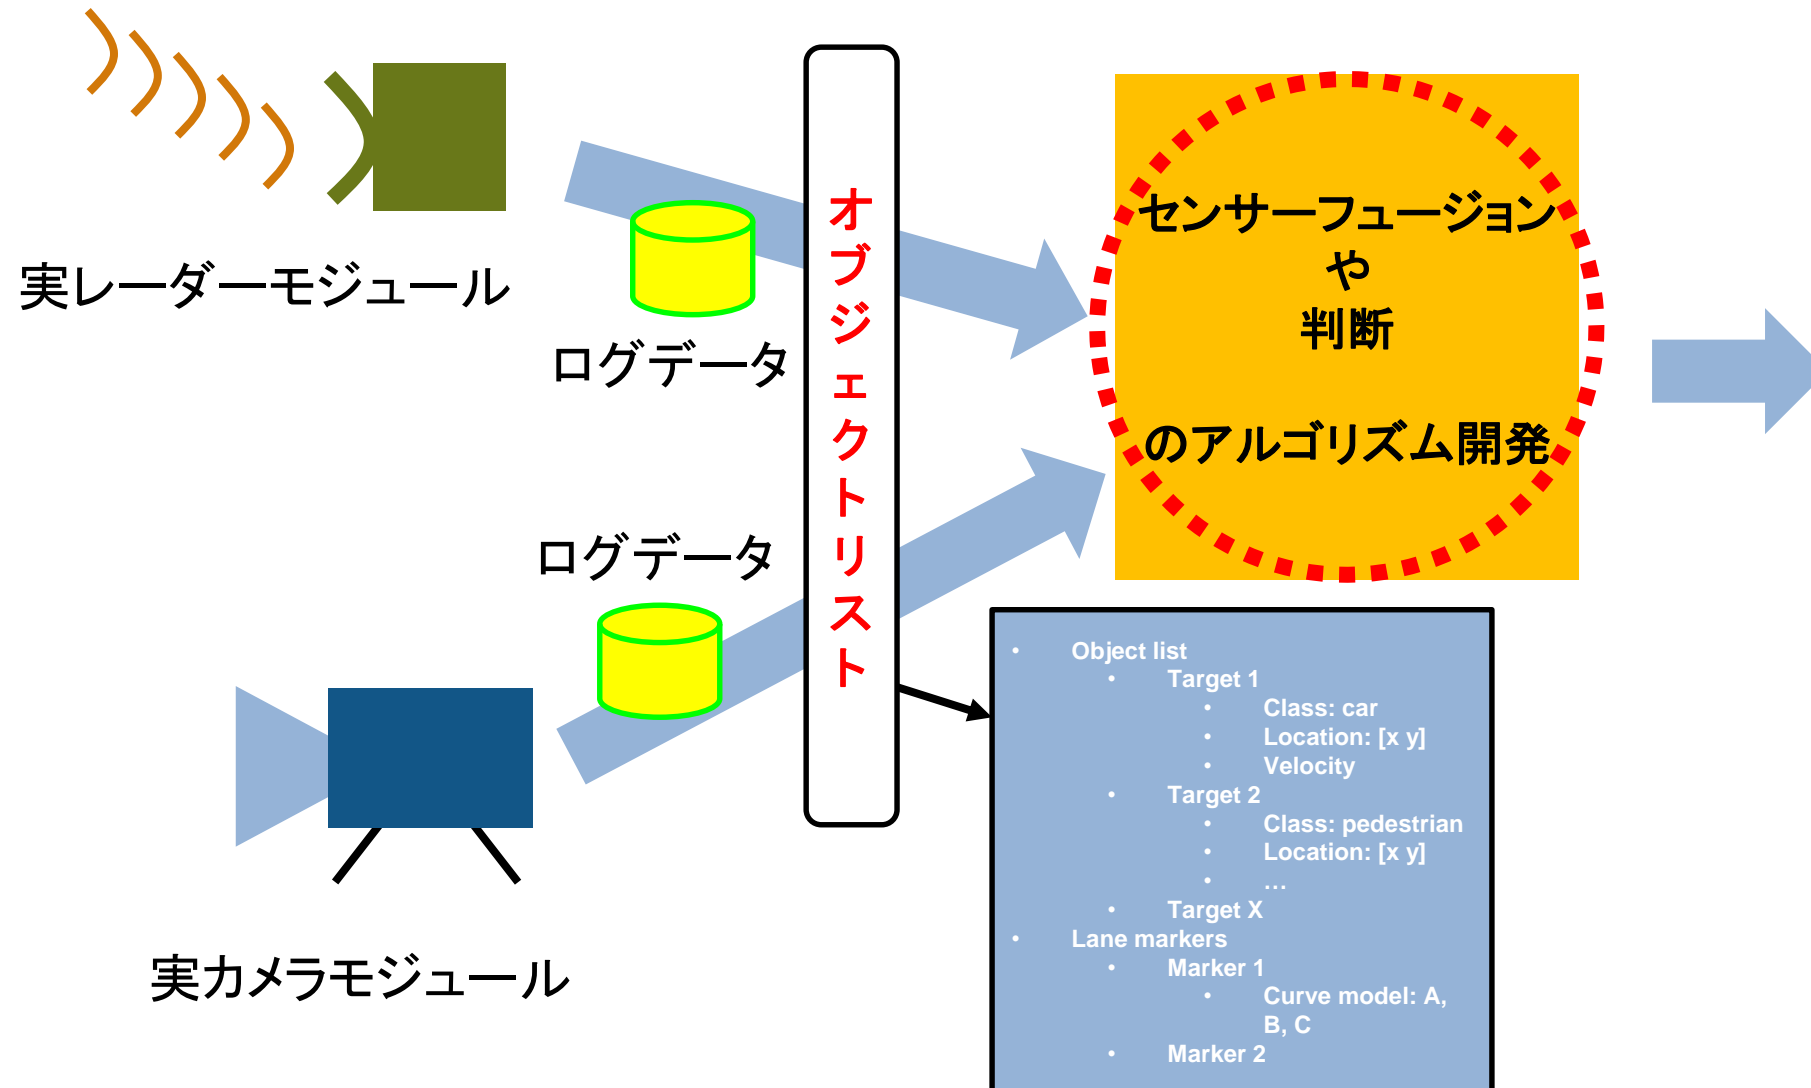 実レーダーモジュール
ログデータ
オブジェクトリスト
センサーフュージョン
や
判断
のアルゴリズム開発
ログデータ
実カメラモジュール
• Object list
• Target 1
• Class: car
• Location: [x y]
• Velocity
• Target 2
• Class: pedestrian
• Location: [x y]
• …
• Target X
• Lane markers
• Marker 1
• Curve model: A,
B, C
• Marker 2